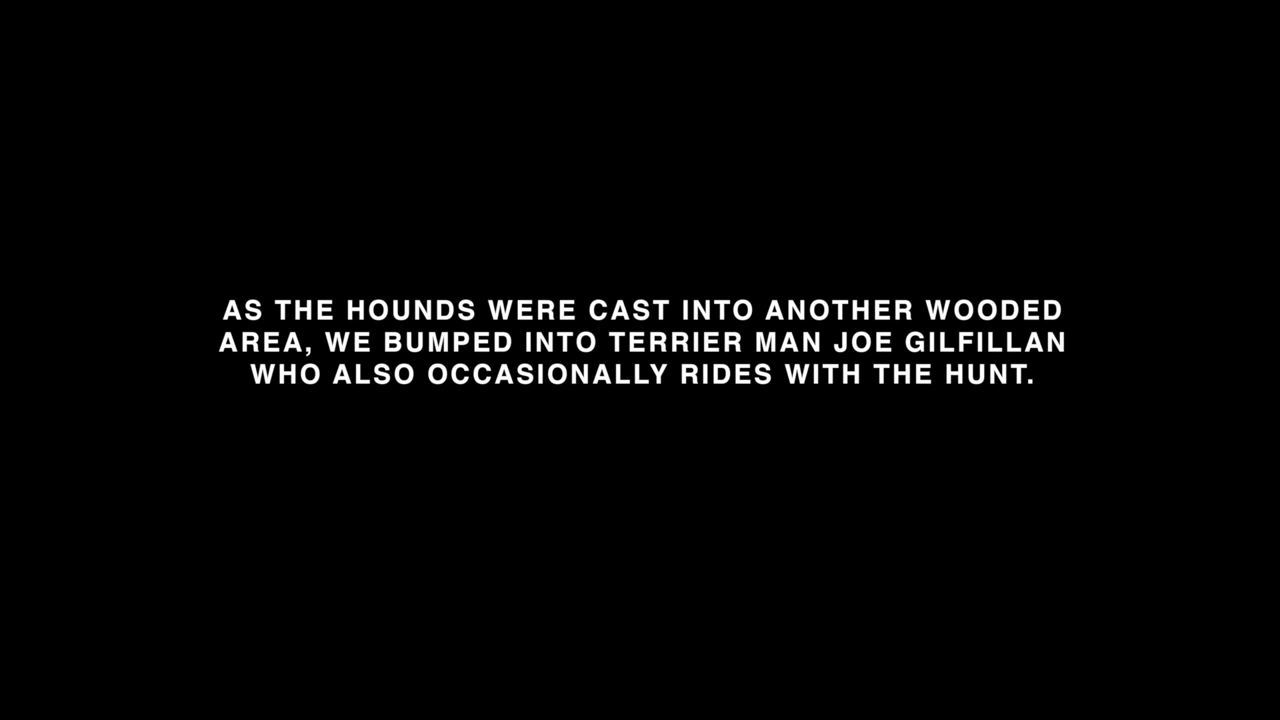 AS THE HOUNDS WERE CAST INTO ANOTHER WOODED
AREA, WE BUMPED INTO TERRIER MAN JOE GILFILLAN
WHO ALSO OCCASIONALLY RIDES WITH THE HUNT.